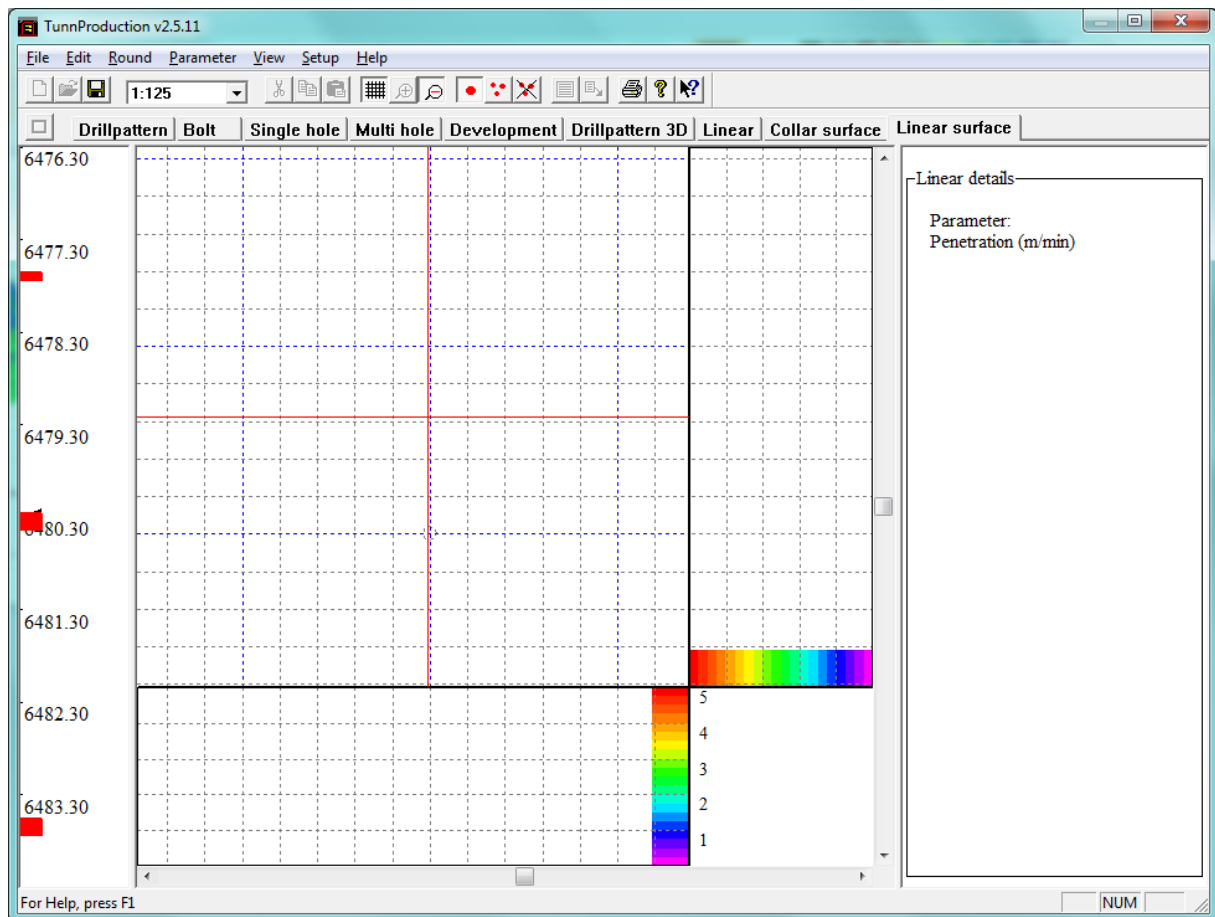 TunnProduction v2.5.11
File Edit Round Parameter View Setup Help
1:125
Drillpattern Bolt Single hole Multi hole Development Drillpattern 3D Linear Collar surface Linear surface
6476.30
6477.30
6478.30
6479.30
6480.30
6481.30
6482.30
6483.30
5
4
3
2
1
Linear details
Parameter:
Penetration (m/min)
For Help, press F1
NUM